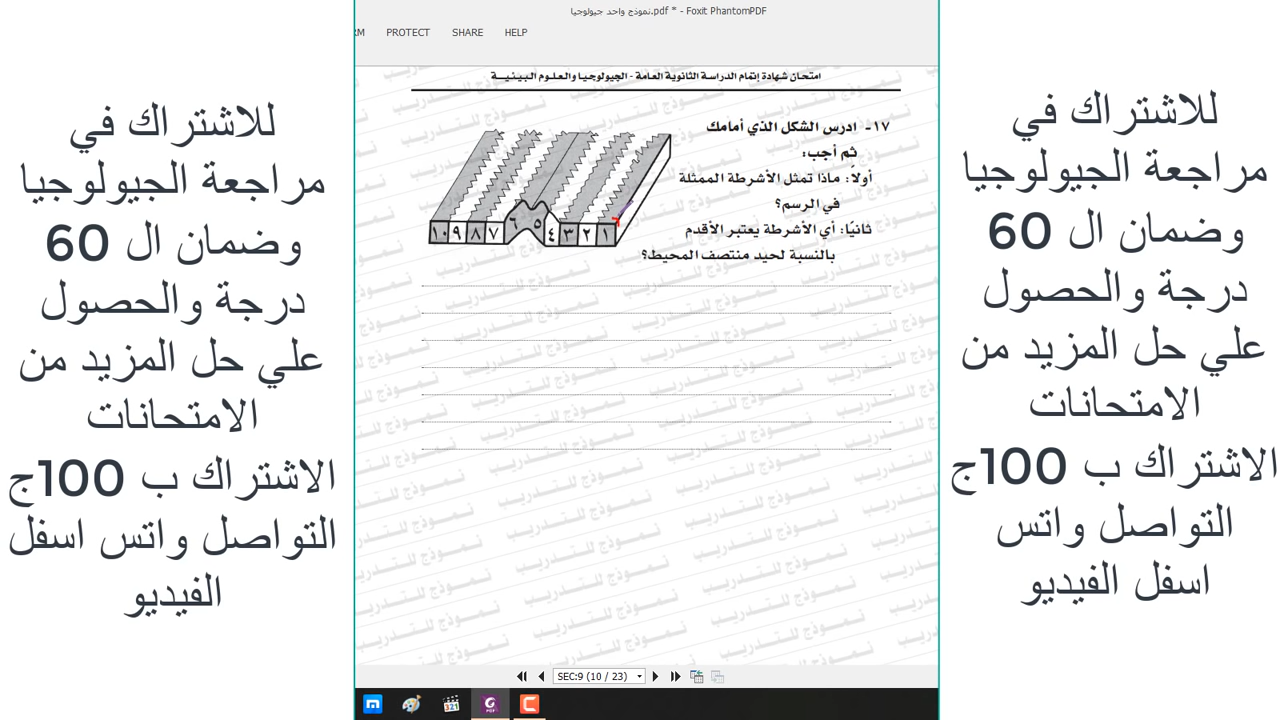 نموذج واحد جيولوجيا.pdf * - Foxit PhantomPDF
RM PROTECT SHARE HELP
امتحان شهادة إتمام الدراسة الثانوية العامة - الجيولوجيا والعلوم البيئية
١٧- ادرس الشكل الذي أمامك
ثم أجب:
أولاً: ماذا تمثل الأشرطة الممثلة
في الرسم؟
ثانيًا: أي الأشرطة يعتبر الأقدم
بالنسبة لحيد منتصف المحيط؟
١٠ ٩ ٨ ٧ ٦ ٥ ٤ ٣ ٢ ١
نموذج للتدريب
للاشتراك في
مراجعة الجيولوجيا
وضمان ال 60
درجة والحصول
علي حل المزيد من
الامتحانات
الاشتراك ب 100ج
التواصل واتس اسفل
الفيديو
للاشتراك في
مراجعة الجيولوجيا
وضمان ال 60
درجة والحصول
علي حل المزيد من
الامتحانات
الاشتراك ب 100ج
التواصل واتس
اسفل الفيديو
SEC:9 (10 / 23)
321
PDF